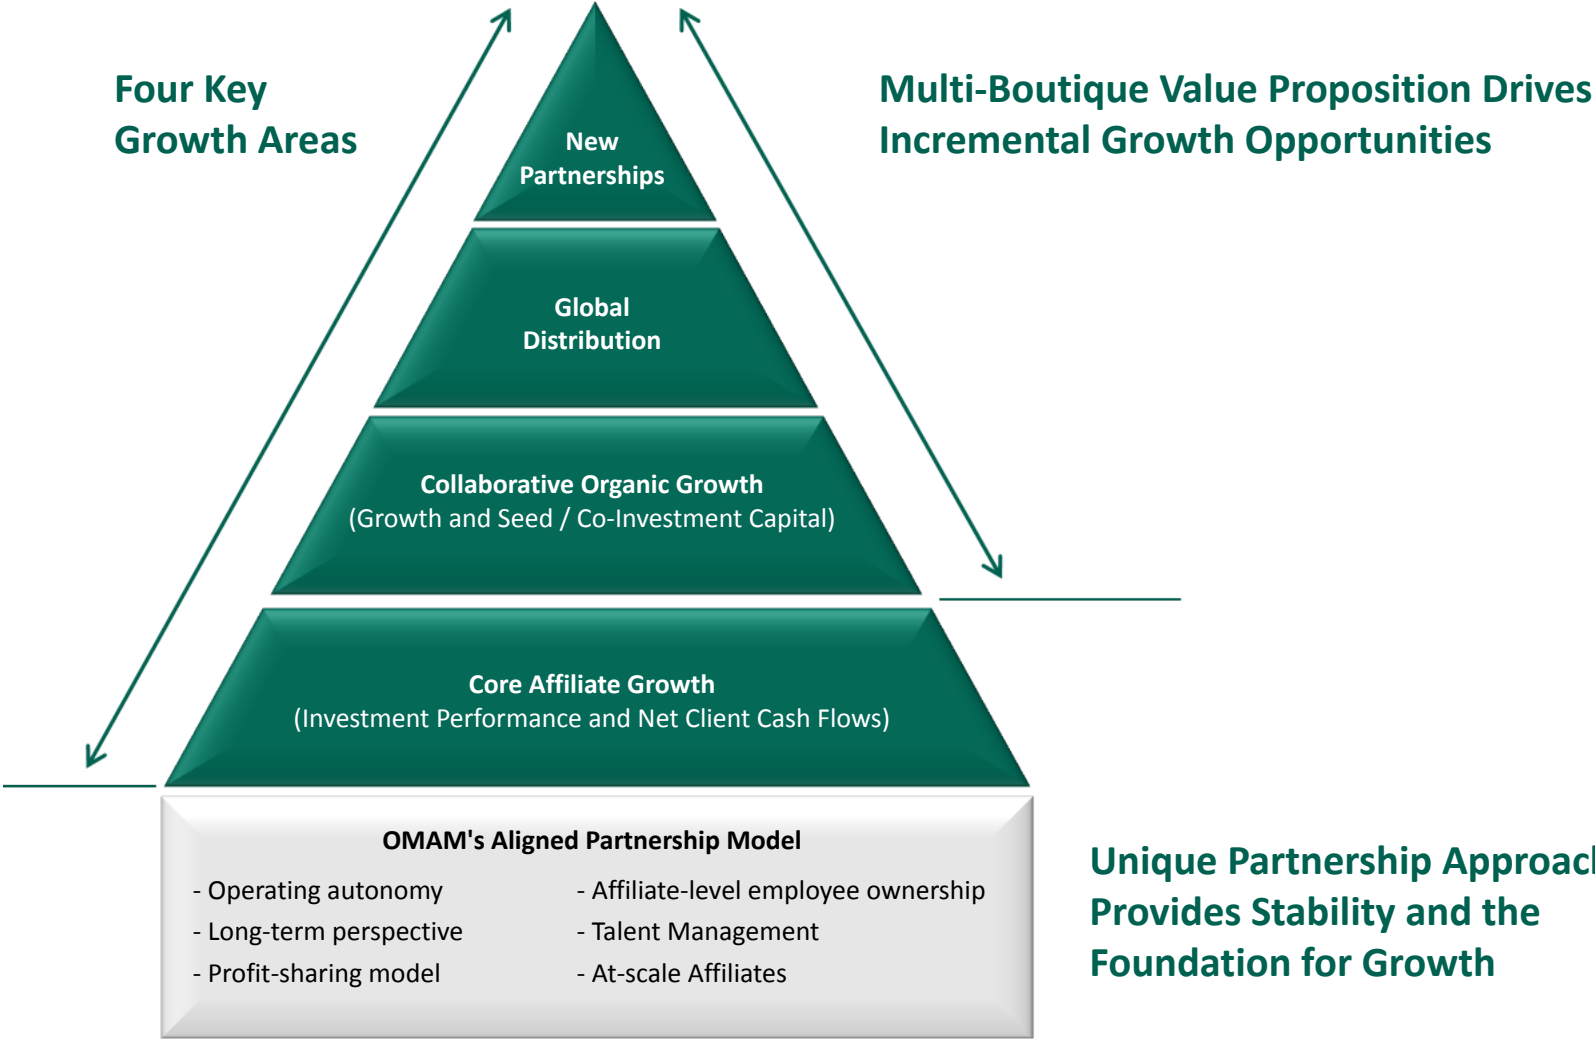 Four Key
Growth Areas
Multi-Boutique Value Proposition Drives
Incremental Growth Opportunities
New
Partnerships
Global
Distribution
Collaborative Organic Growth
(Growth and Seed / Co-Investment Capital)
Core Affiliate Growth
(Investment Performance and Net Client Cash Flows)
OMAM's Aligned Partnership Model
- Operating autonomy
- Long-term perspective
- Profit-sharing model
- Affiliate-level employee ownership
- Talent Management
- At-scale Affiliates
Unique Partnership Approach
Provides Stability and the
Foundation for Growth